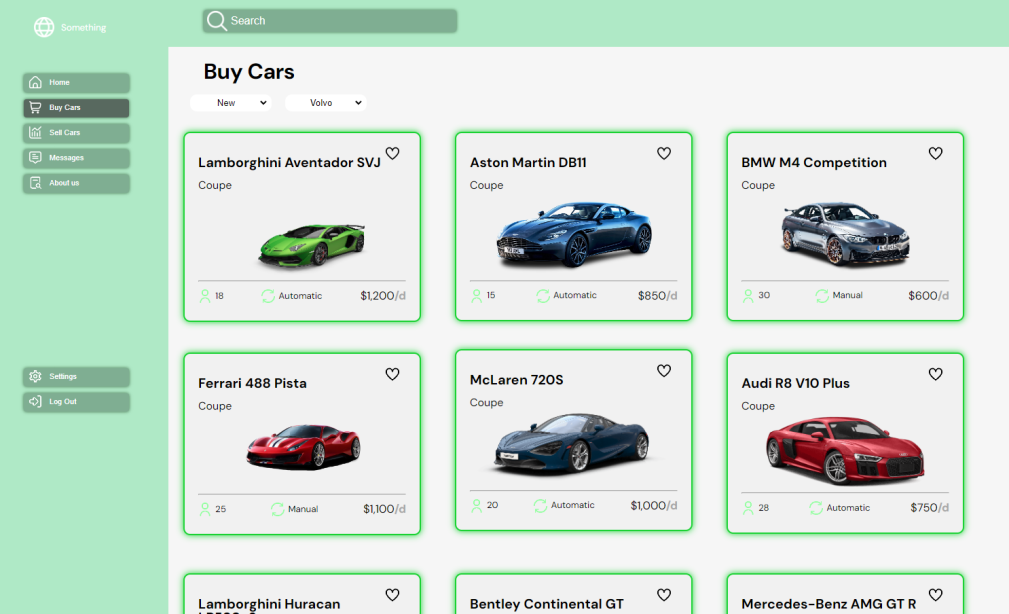 Something
Search
Home
Buy Cars
Sell Cars
Messages
About us
Settings
Log Out
Buy Cars
New
Volvo
Lamborghini Aventador SVJ
Coupe
18
Automatic
$1,200/d
Aston Martin DB11
Coupe
15
Automatic
$850/d
BMW M4 Competition
Coupe
30
Manual
$600/d
Ferrari 488 Pista
Coupe
25
Manual
$1,100/d
McLaren 720S
Coupe
20
Automatic
$1,000/d
Audi R8 V10 Plus
Coupe
28
Automatic
$750/d
Lamborghini Huracan
Bentley Continental GT
Mercedes-Benz AMG GT R